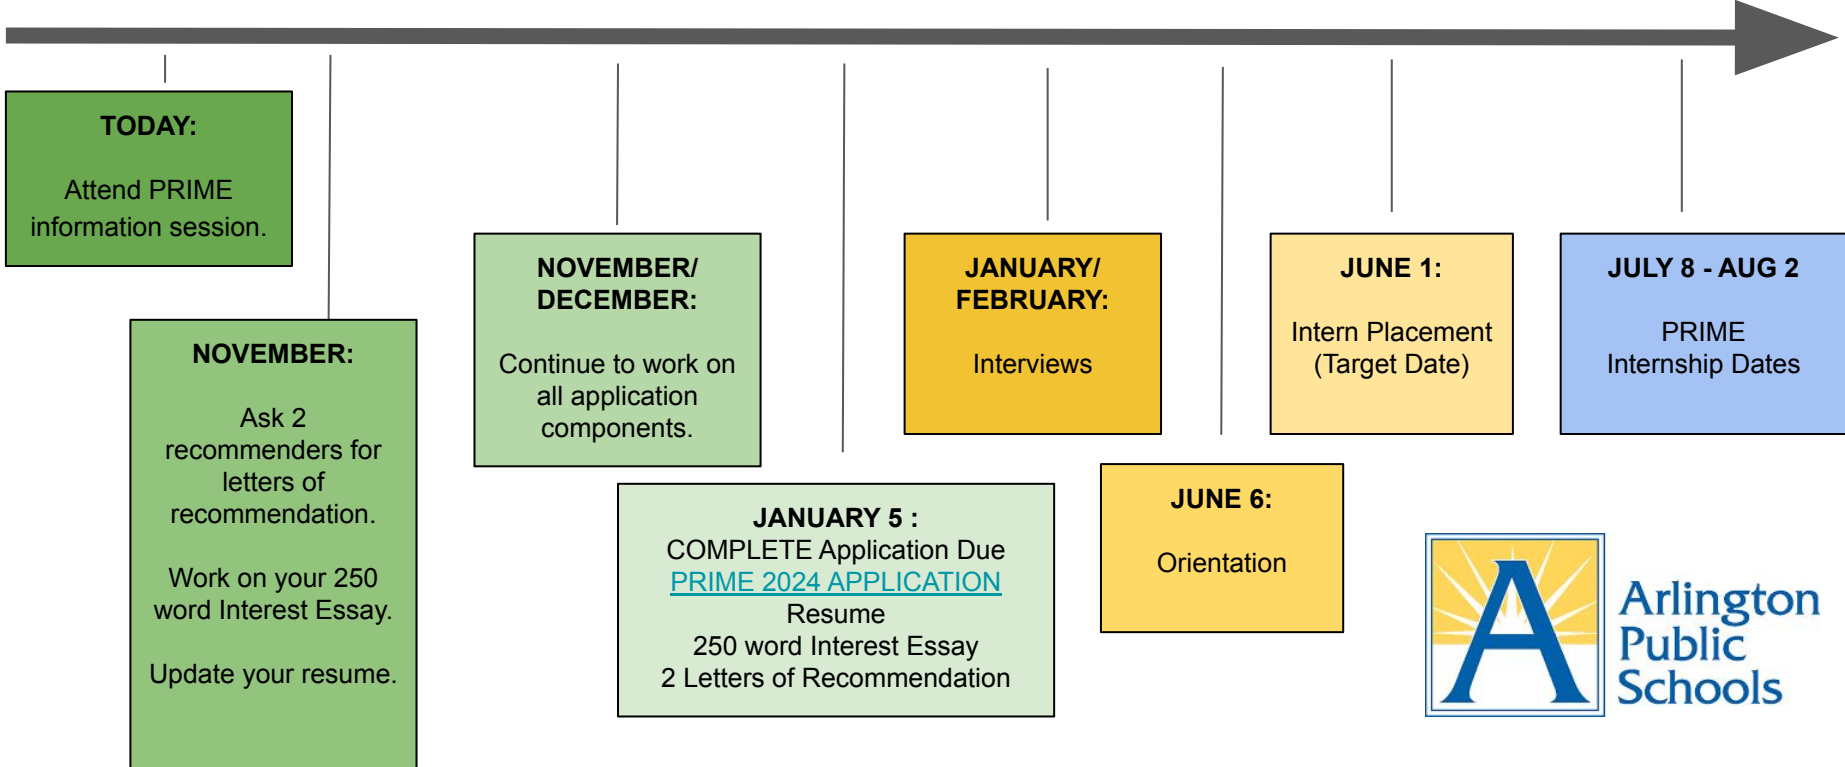 TODAY:
Attend PRIME
information session.
NOVEMBER:
Ask 2
recommenders for
letters of
recommendation.
Work on your 250
word Interest Essay.
Update your resume.
NOVEMBER/
DECEMBER:
Continue to work on
all application
components.
JANUARY 5 :
COMPLETE Application Due
PRIME 2024 APPLICATION
Resume
250 word Interest Essay
2 Letters of Recommendation
JANUARY/
FEBRUARY:
Interviews
JUNE 6:
Orientation
JUNE 1:
Intern Placement
(Target Date)
JULY 8 - AUG 2
PRIME
Internship Dates
A
Arlington
Public
Schools